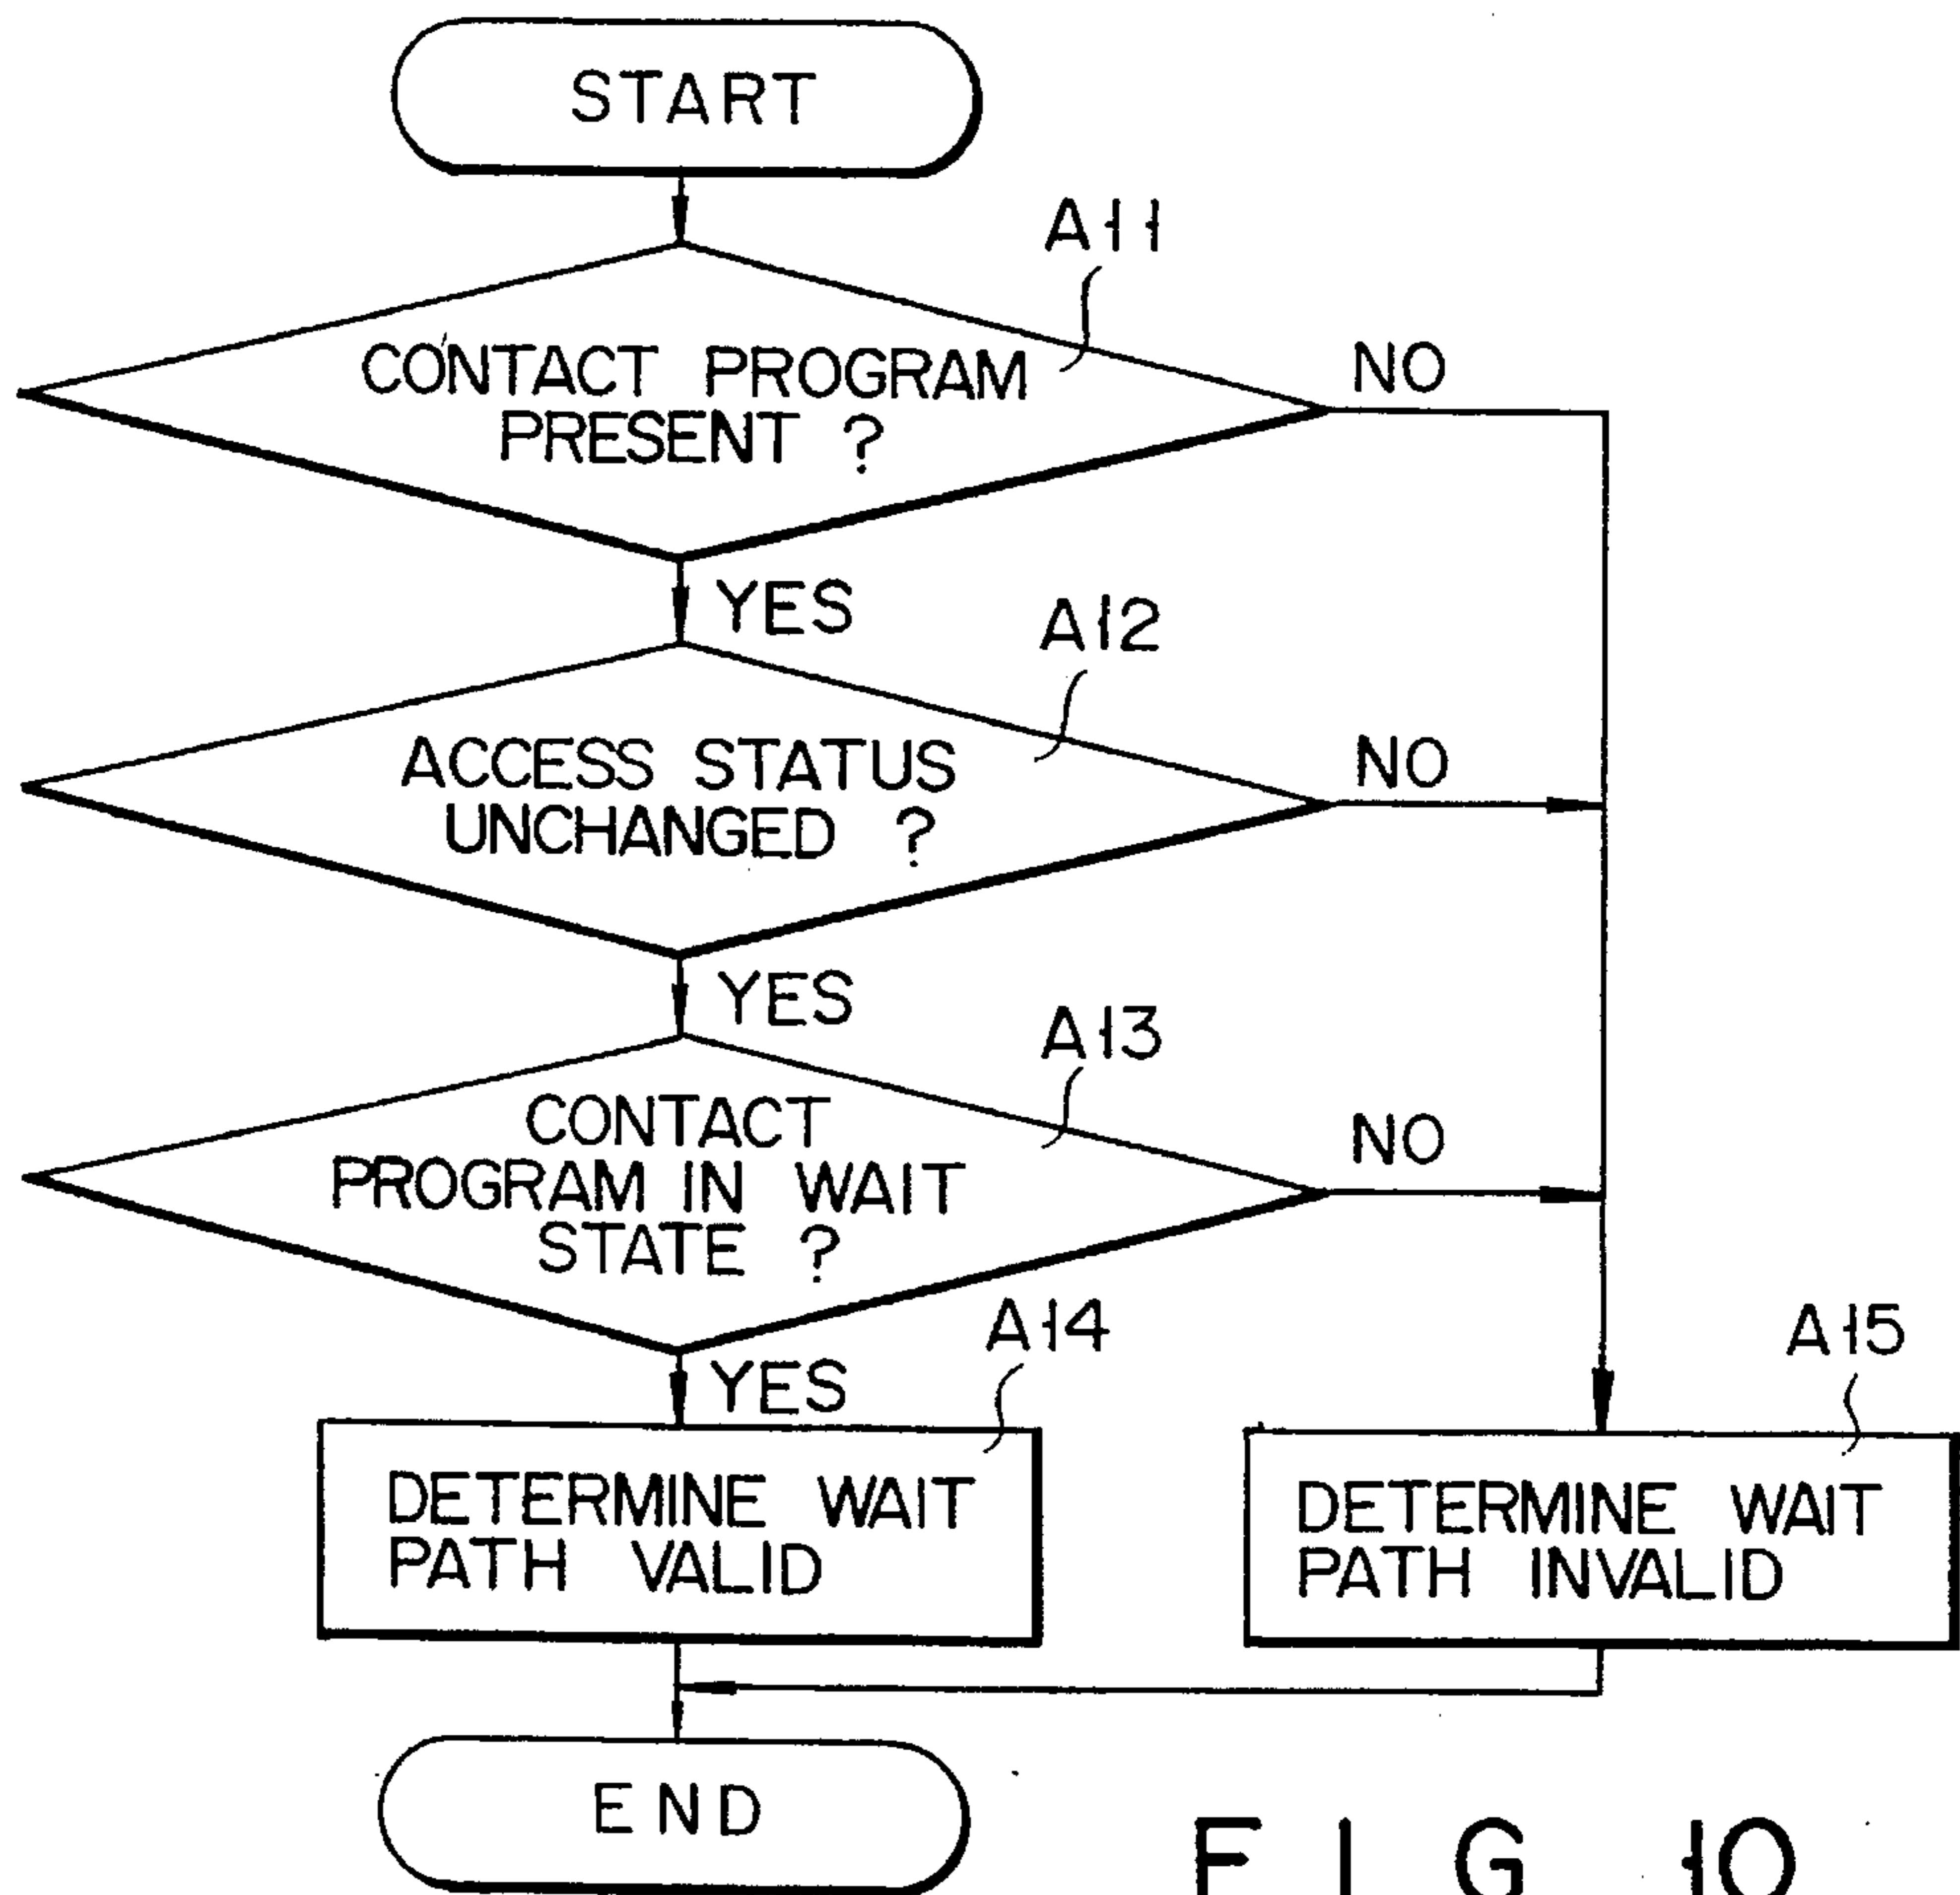 START
A11
CONTACT PROGRAM
PRESENT ?
NO
YES
A12
ACCESS STATUS
UNCHANGED ?
NO
YES
A13
CONTACT
PROGRAM IN WAIT
STATE ?
NO
YES
A14
DETERMINE WAIT
PATH VALID
A15
DETERMINE WAIT
PATH INVALID
END
FIG 10